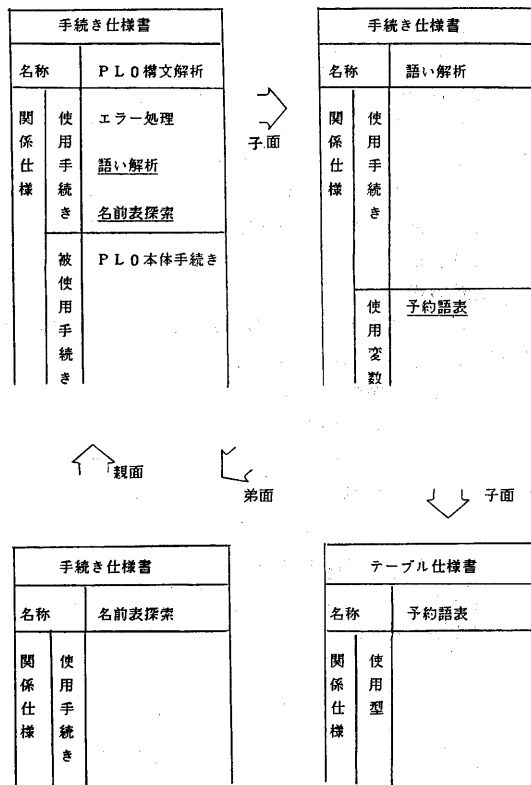 手続き仕様書
名称
PL0構文解析
関係仕様
使用手続き
エラー処理
語い解析
名前表探索
被使用手続き
PL0本体手続き
子面
手続き仕様書
名称
語い解析
関係仕様
使用手続き
使用変数
予約語表
親面
弟面
子面
手続き仕様書
名称
名前表探索
関係仕様
使用手続き
テーブル仕様書
名称
予約語表
関係仕様
使用型